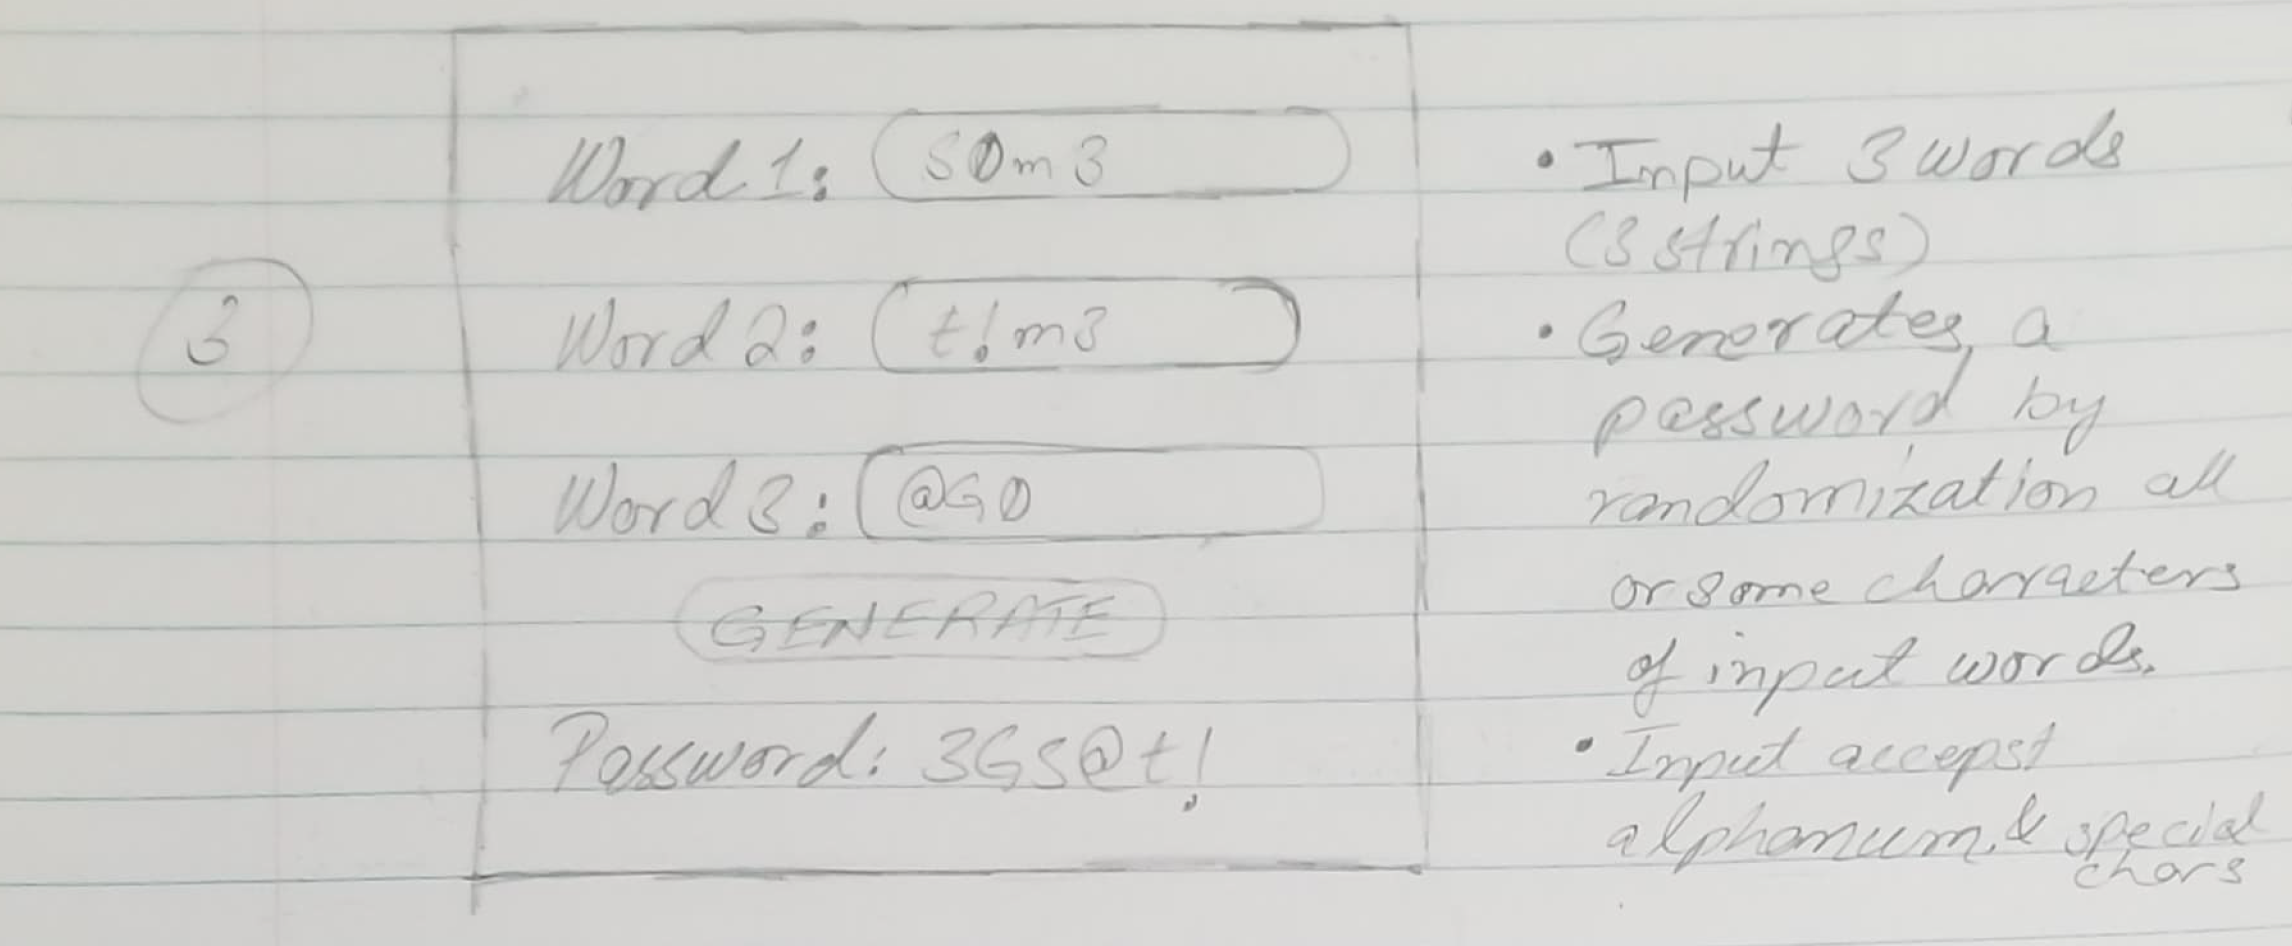 3
Word 1: S0m3
Word 2: t!m3
Word 3: @G0
GENERATE
Password: 3GS@t!
• Input 3 words
(3 strings)
• Generates a
password by
randomization all
or some characters
of input words.
• Input accepst
alphanum. & special
chars